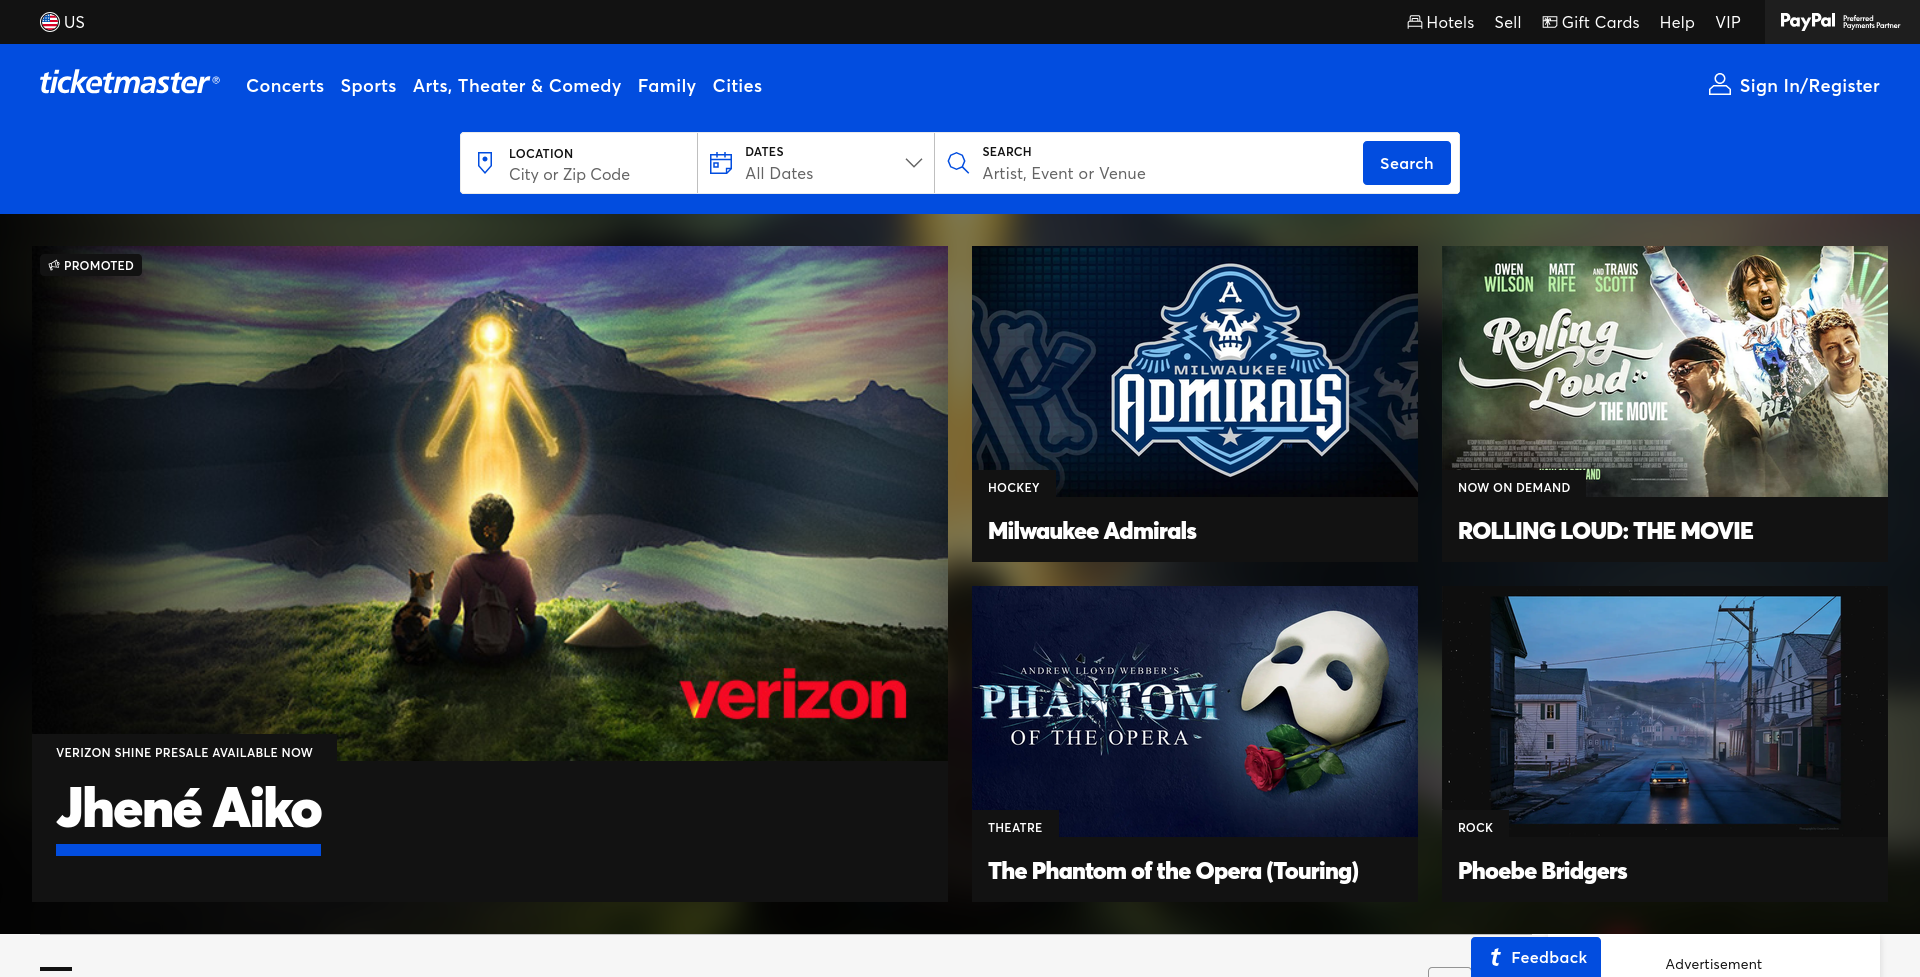 US
Hotels
Sell
Gift Cards
Help
VIP
PayPal Preferred Payments Partner
ticketmaster®
Concerts
Sports
Arts, Theater & Comedy
Family
Cities
Sign In/Register
LOCATION
City or Zip Code
DATES
All Dates
SEARCH
Artist, Event or Venue
Search
PROMOTED
verizon
VERIZON SHINE PRESALE AVAILABLE NOW
Jhené Aiko
A
MILWAUKEE
ADMIRALS
HOCKEY
Milwaukee Admirals
OWEN WILSON
MATT RIFE
AND TRAVIS SCOTT
Rolling
Loud
THE MOVIE
NOW ON DEMAND
ROLLING LOUD: THE MOVIE
ANDREW LLOYD WEBBER'S
PHANTOM
OF THE OPERA
THEATRE
The Phantom of the Opera (Touring)
ROCK
Phoebe Bridgers
t Feedback
Advertisement